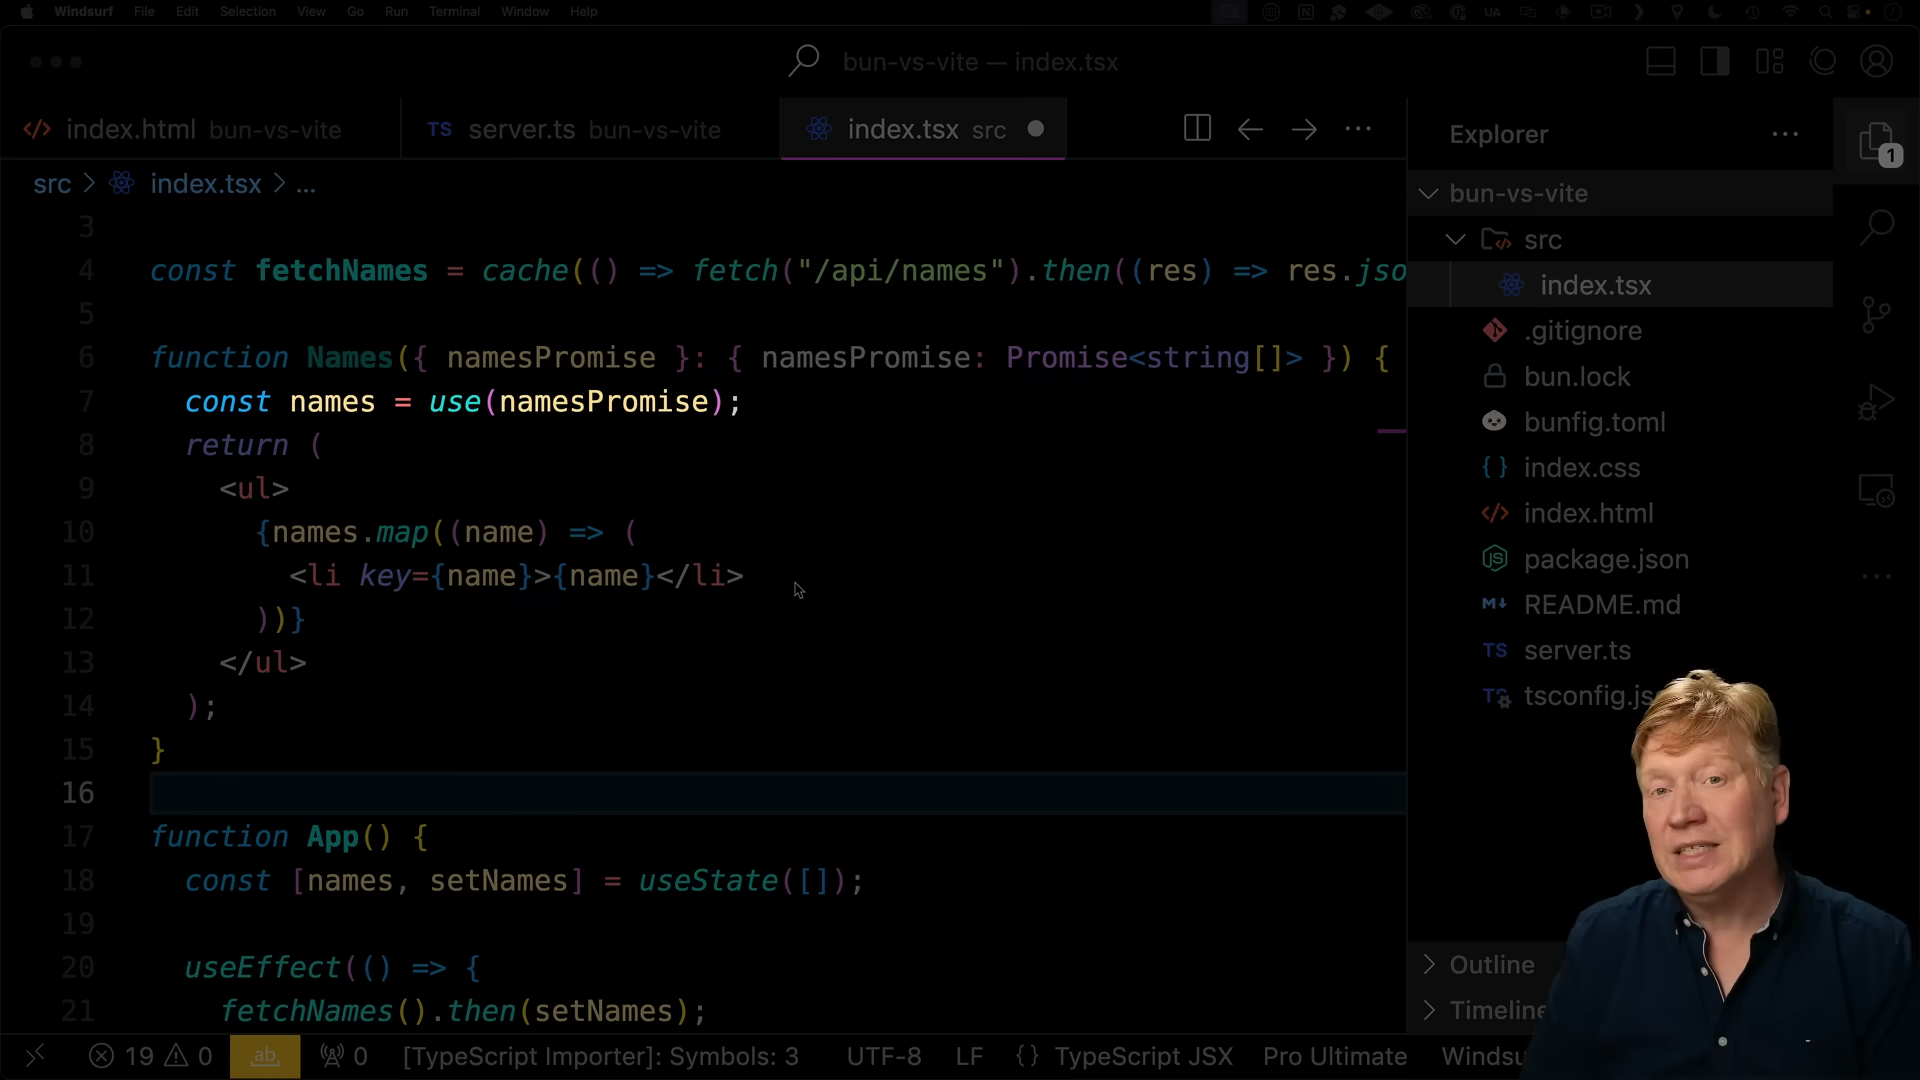 Windsurf File Edit Selection View Go Run Terminal Window Help UA
bun-vs-vite — index.tsx
index.html bun-vs-vite
TS server.ts bun-vs-vite
index.tsx src
src > index.tsx > ...
3
4 const fetchNames = cache(() => fetch("/api/names").then((res) => res.jso
5
6 function Names({ namesPromise }: { namesPromise: Promise<string[]> }) {
7 const names = use(namesPromise);
8 return (
9 <ul>
10 {names.map((name) => (
11 <li key={name}>{name}</li>
12 ))}
13 </ul>
14 );
15 }
16
17 function App() {
18 const [names, setNames] = useState([]);
19
20 useEffect(() => {
21 fetchNames().then(setNames);
Explorer
1
bun-vs-vite
src
index.tsx
.gitignore
bun.lock
bunfig.toml
{ } index.css
index.html
JS package.json
M README.md
TS server.ts
tsconfig.js
Outline
Timeline
19 0 ab 0 [TypeScript Importer]: Symbols: 3 UTF-8 LF {} TypeScript JSX Pro Ultimate Windsu